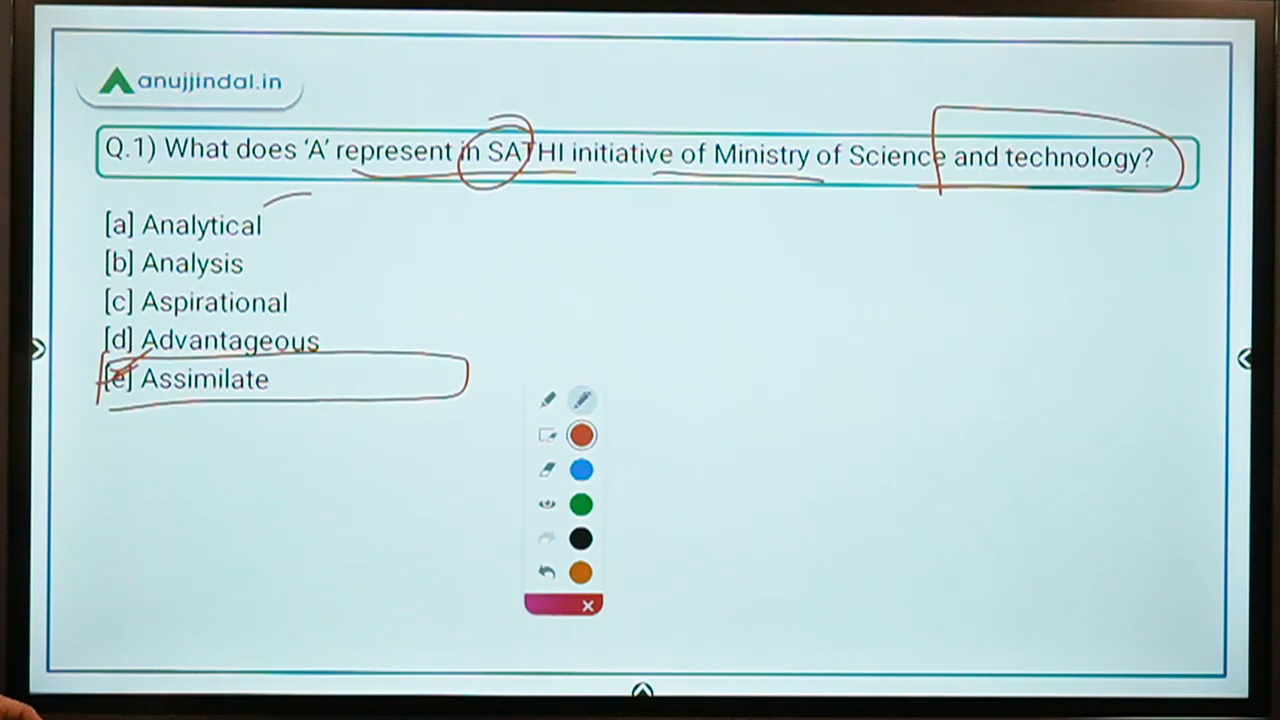 anujjindal.in
Q.1) What does ‘A’ represent in SATHI initiative of Ministry of Science and technology?
[a] Analytical
[b] Analysis
[c] Aspirational
[d] Advantageous
[e] Assimilate